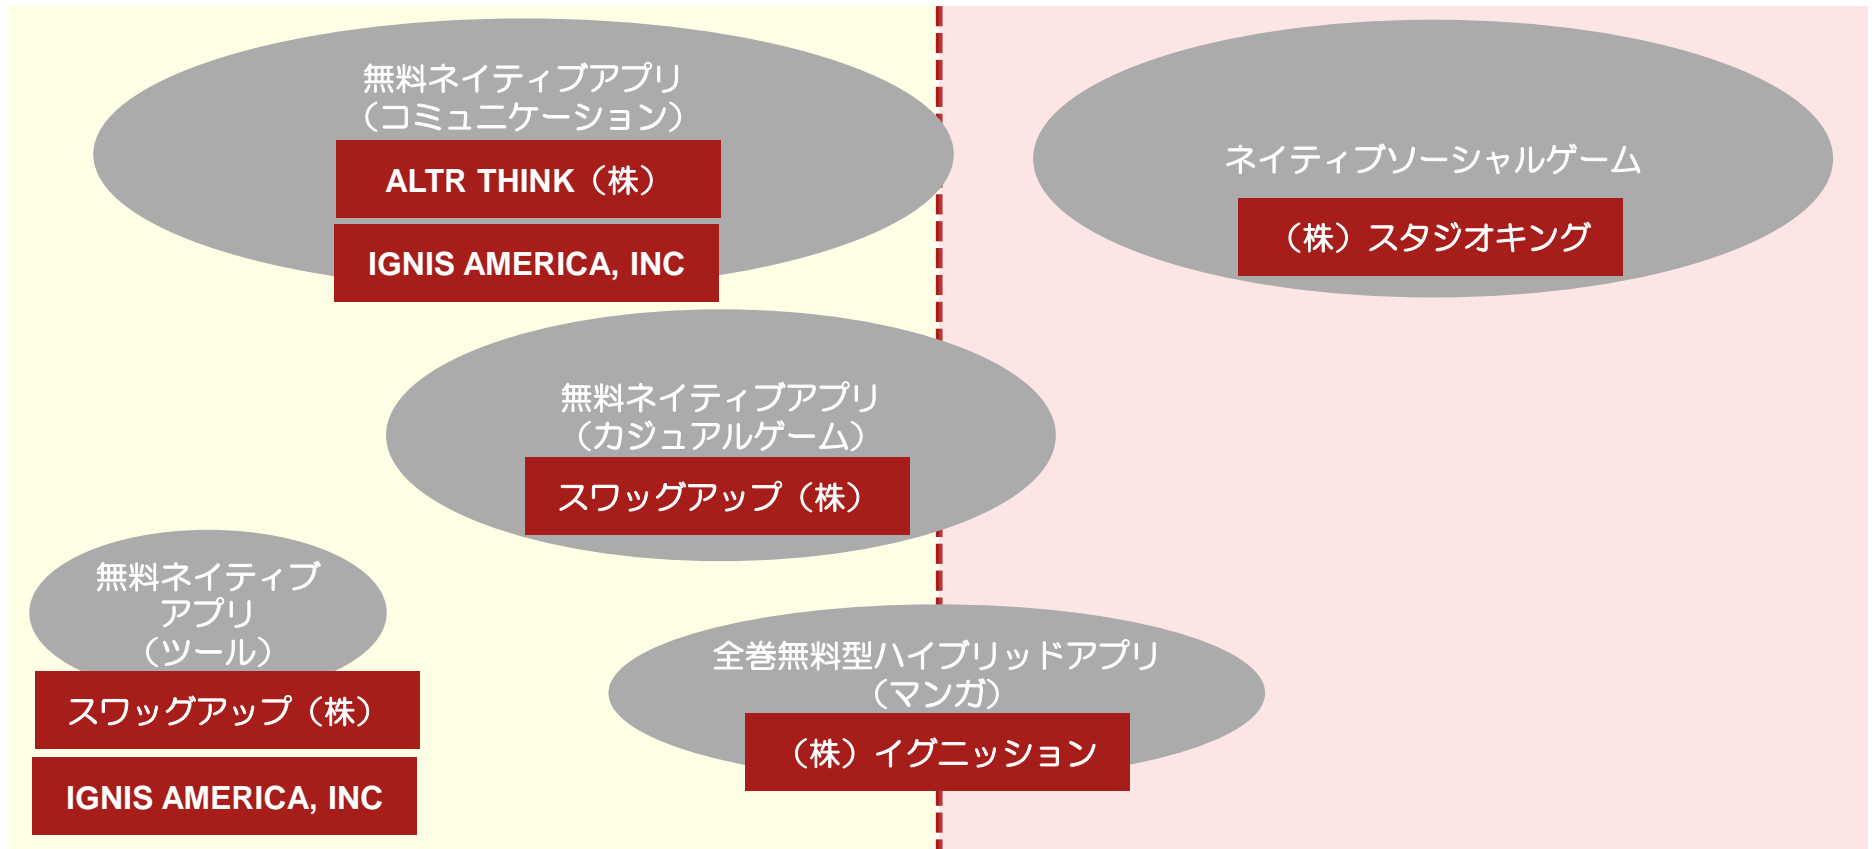 無料ネイティブアプリ
（コミュニケーション）
ALTR THINK（株）
IGNIS AMERICA, INC
ネイティブソーシャルゲーム
（株）スタジオキング
無料ネイティブアプリ
（カジュアルゲーム）
スワッグアップ（株）
無料ネイティブ
アプリ
（ツール）
スワッグアップ（株）
IGNIS AMERICA, INC
全巻無料型ハイブリッドアプリ
（マンガ）
（株）イグニッション